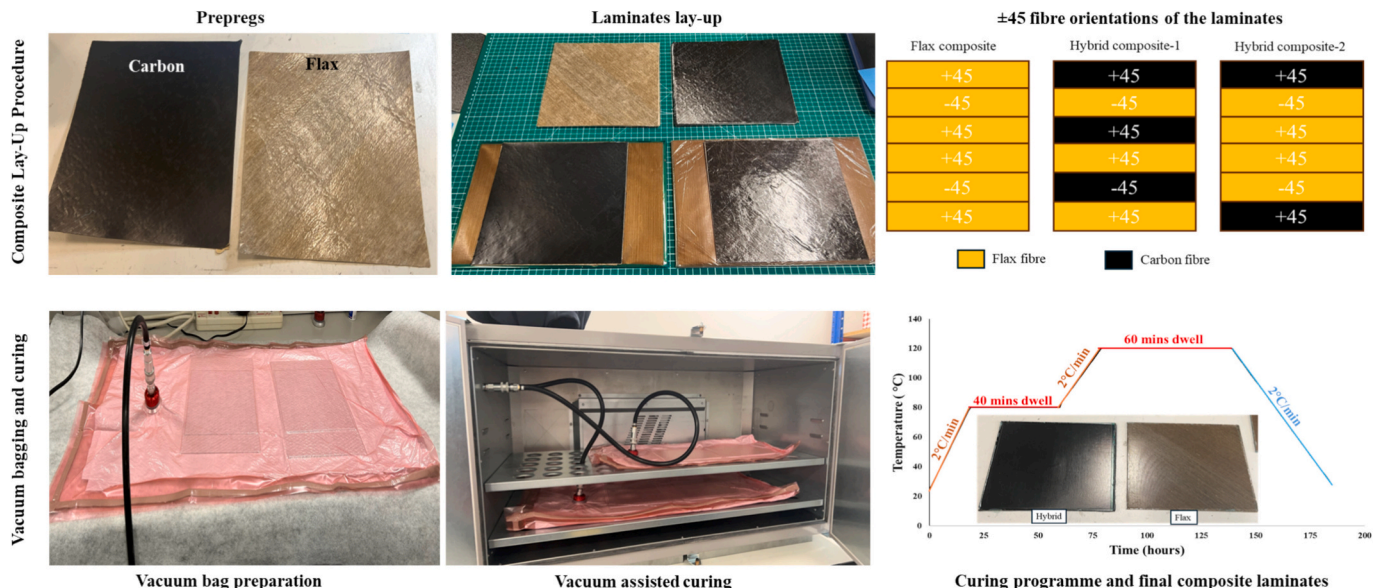 Prepregs
Laminates lay-up
±45 fibre orientations of the laminates
Composite Lay-Up Procedure
Carbon
Flax
Flax composite
Hybrid composite-1
Hybrid composite-2
+45
+45
+45
-45
-45
-45
+45
+45
+45
+45
+45
+45
-45
-45
-45
+45
+45
+45
Flax fibre
Carbon fibre
Vacuum bagging and curing
140
120
100
80
60
40
20
0
Temperature ( °C)
2°C/min
40 mins dwell
2°C/min
60 mins dwell
2°C/min
Hybrid
Flax
0
25
50
75
100
125
150
175
200
Time (hours)
Vacuum bag preparation
Vacuum assisted curing
Curing programme and final composite laminates